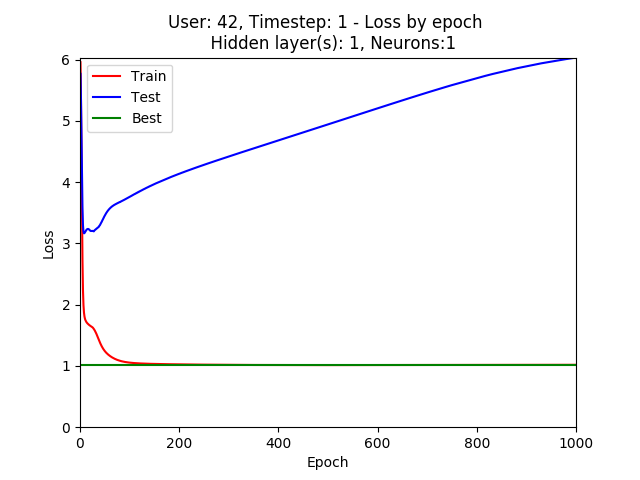 User: 42, Timestep: 1 - Loss by epoch
Hidden layer(s): 1, Neurons:1
6
5
4
3
2
1
0
Loss
Train
Test
Best
0 200 400 600 800 1000
Epoch